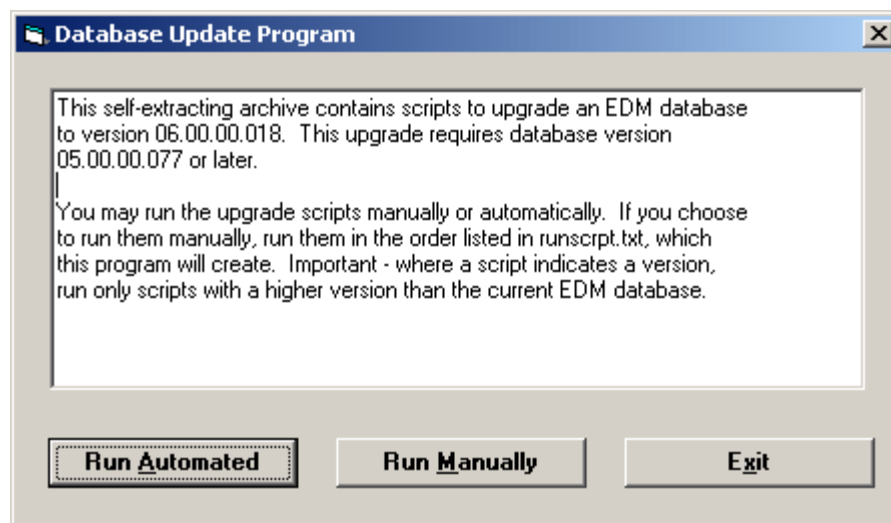 Database Update Program
This self-extracting archive contains scripts to upgrade an EDM database
to version 06.00.00.018.  This upgrade requires database version
05.00.00.077 or later.
You may run the upgrade scripts manually or automatically.  If you choose
to run them manually, run them in the order listed in runscrpt.txt, which
this program will create.  Important - where a script indicates a version,
run only scripts with a higher version than the current EDM database.
Run Automated
Run Manually
Exit